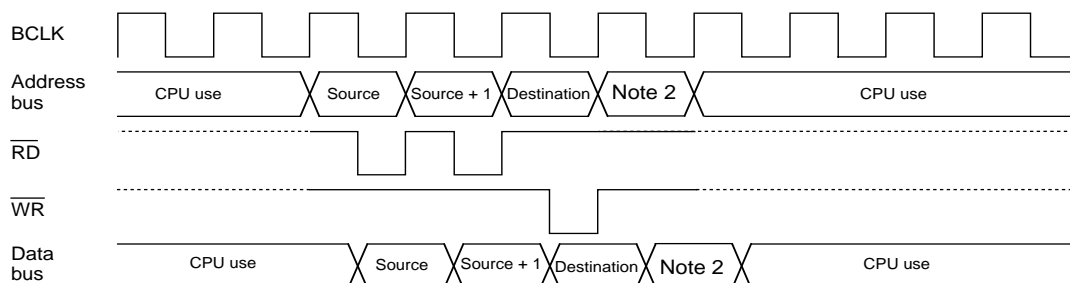 BCLK
Address
bus
CPU use
Source
Source + 1
Destination
Note 2
CPU use
RD
WR
Data
bus
CPU use
Source
Source + 1
Destination
Note 2
CPU use